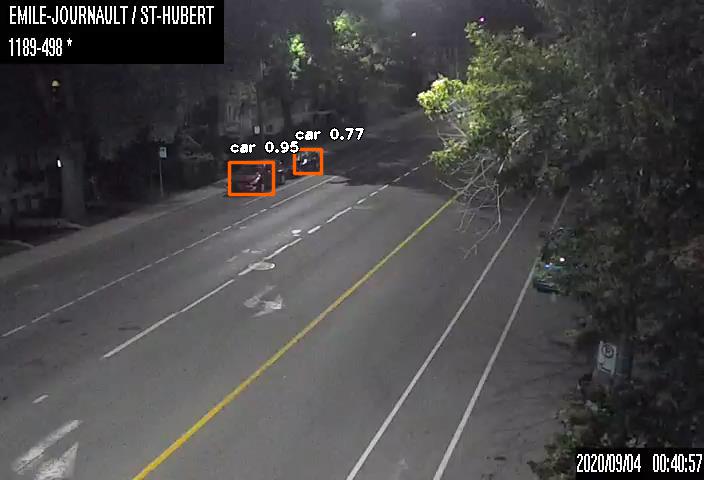 EMILE-JOURNAULT / ST-HUBERT
1189-498 *
car 0.77
car 0.95
2020/09/04 00:40:57